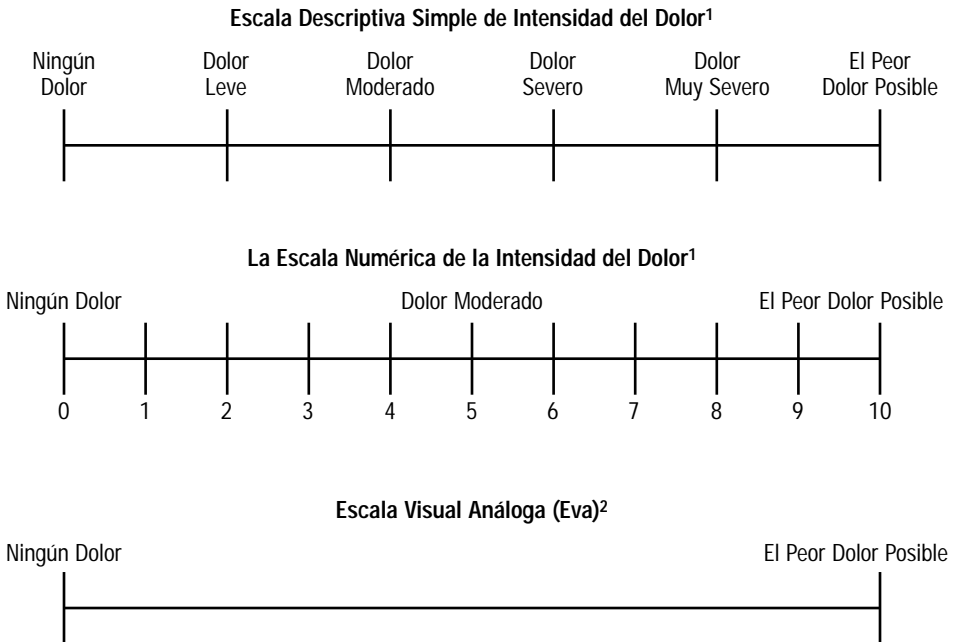 Escala Descriptiva Simple de Intensidad del Dolor¹
Ningún Dolor Dolor Dolor Dolor El Peor
Dolor Leve Moderado Severo Muy Severo Dolor Posible
La Escala Numérica de la Intensidad del Dolor¹
Ningún Dolor Dolor Moderado El Peor Dolor Posible
0 1 2 3 4 5 6 7 8 9 10
Escala Visual Análoga (Eva)²
Ningún Dolor El Peor Dolor Posible